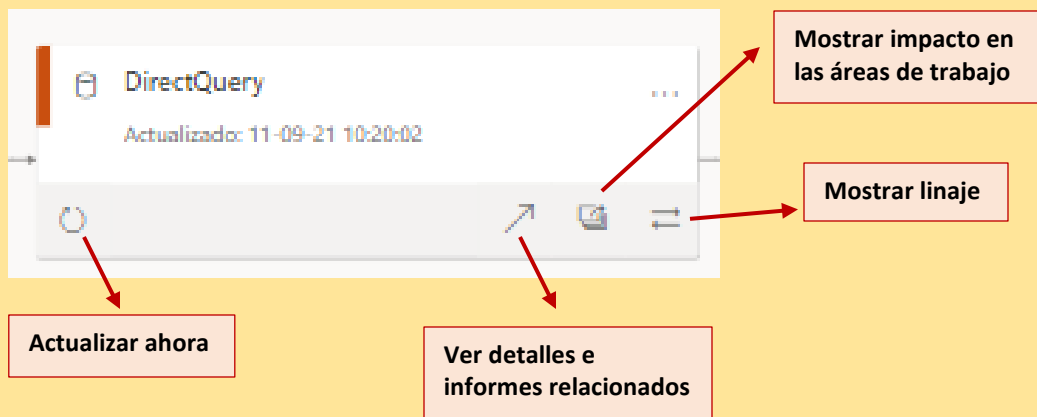 Mostrar impacto en
las áreas de trabajo
DirectQuery
...
Actualizado: 11-09-21 10:20:02
Mostrar linaje
Actualizar ahora
Ver detalles e
informes relacionados